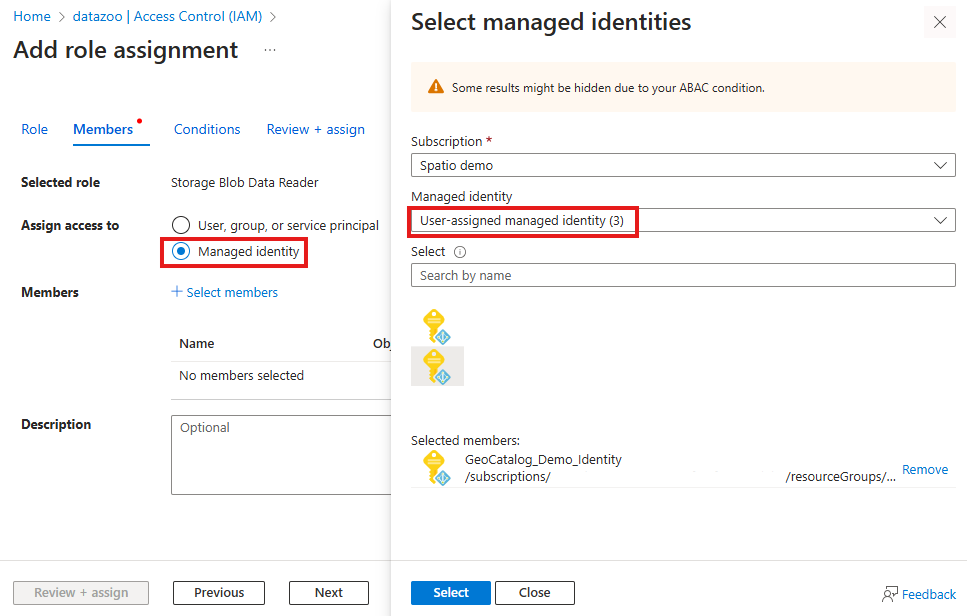 Home > datazoo | Access Control (IAM) >
Add role assignment ...
Role Members Conditions Review + assign
Selected role Storage Blob Data Reader
Assign access to User, group, or service principal
Managed identity
Members + Select members
Name Obj
No members selected
Description Optional
Review + assign Previous Next
Select managed identities
Some results might be hidden due to your ABAC condition.
Subscription *
Spatio demo
Managed identity
User-assigned managed identity (3)
Select
Search by name
Selected members:
GeoCatalog_Demo_Identity
/subscriptions/ /resourceGroups/... Remove
Select Close Feedback